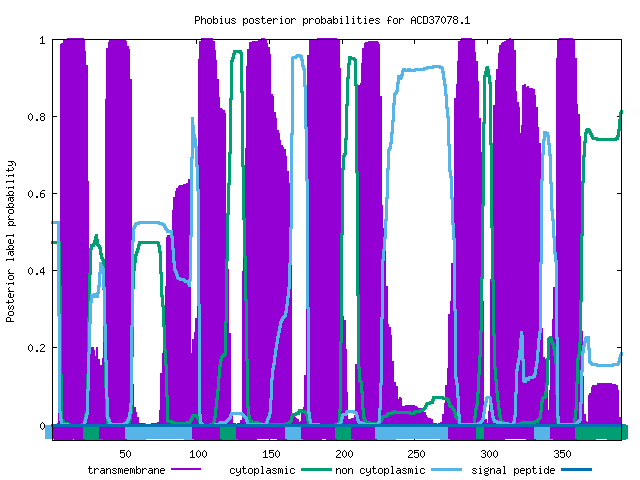 Phobius posterior probabilities for ACD37078.1
Posterior label probability
1
0.8
0.6
0.4
0.2
0
50 100 150 200 250 300 350
transmembrane cytoplasmic non cytoplasmic signal peptide